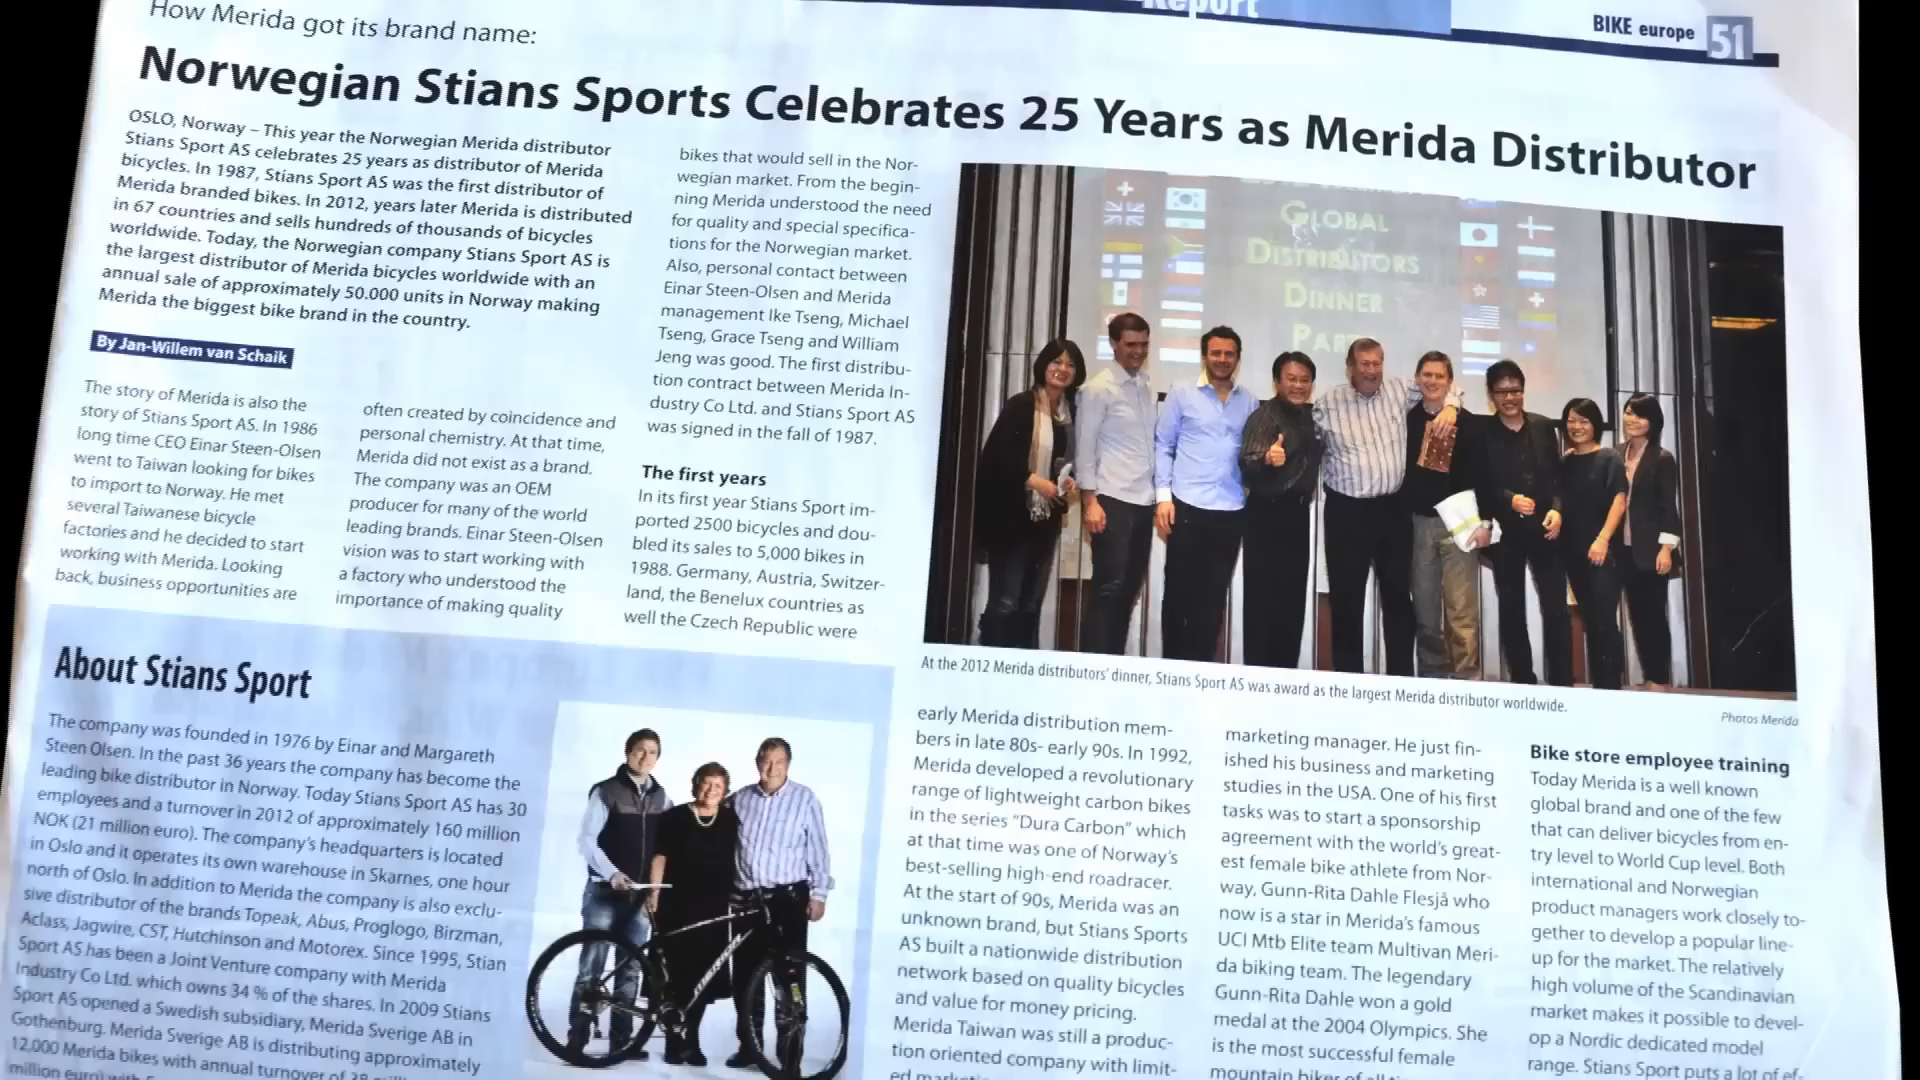 Report
BIKE europe 51
How Merida got its brand name:
Norwegian Stians Sports Celebrates 25 Years as Merida Distributor
OSLO, Norway – This year the Norwegian Merida distributor
Stians Sport AS celebrates 25 years as distributor of Merida
bicycles. In 1987, Stians Sport AS was the first distributor of
Merida branded bikes. In 2012, years later Merida is distributed
in 67 countries and sells hundreds of thousands of bicycles
worldwide. Today, the Norwegian company Stians Sport AS is
the largest distributor of Merida bicycles worldwide with an
annual sale of approximately 50.000 units in Norway making
Merida the biggest bike brand in the country.
By Jan-Willem van Schaik
The story of Merida is also the
story of Stians Sport AS. In 1986
long time CEO Einar Steen-Olsen
went to Taiwan looking for bikes
to import to Norway. He met
several Taiwanese bicycle
factories and he decided to start
working with Merida. Looking
back, business opportunities are
often created by coincidence and
personal chemistry. At that time,
Merida did not exist as a brand.
The company was an OEM
producer for many of the world
leading brands. Einar Steen-Olsen
vision was to start working with
a factory who understood the
importance of making quality
bikes that would sell in the Nor-
wegian market. From the begin-
ning Merida understood the need
for quality and special specifica-
tions for the Norwegian market.
Also, personal contact between
Einar Steen-Olsen and Merida
management Ike Tseng, Michael
Tseng, Grace Tseng and William
Jeng was good. The first distribu-
tion contract between Merida In-
dustry Co Ltd. and Stians Sport AS
was signed in the fall of 1987.
The first years
In its first year Stians Sport im-
ported 2500 bicycles and dou-
bled its sales to 5,000 bikes in
1988. Germany, Austria, Switzer-
land, the Benelux countries as
well the Czech Republic were
GLOBAL
DISTRIBUTORS
DINNER
PARTY
At the 2012 Merida distributors' dinner, Stians Sport AS was award as the largest Merida distributor worldwide.
Photos Merida
About Stians Sport
The company was founded in 1976 by Einar and Margareth
Steen Olsen. In the past 36 years the company has become the
leading bike distributor in Norway. Today Stians Sport AS has 30
employees and a turnover in 2012 of approximately 160 million
NOK (21 million euro). The company's headquarters is located
in Oslo and it operates its own warehouse in Skarnes, one hour
north of Oslo. In addition to Merida the company is also exclu-
sive distributor of the brands Topeak, Abus, Proglogo, Birzman,
Aclass, Jagwire, CST, Hutchinson and Motorex. Since 1995, Stian
Sport AS has been a Joint Venture company with Merida
Industry Co Ltd. which owns 34 % of the shares. In 2009 Stians
Sport AS opened a Swedish subsidiary, Merida Sverige AB in
Gothenburg. Merida Sverige AB is distributing approximately
12,000 Merida bikes with annual turnover of 38
million euro) with
early Merida distribution mem-
bers in late 80s- early 90s. In 1992,
Merida developed a revolutionary
range of lightweight carbon bikes
in the series “Dura Carbon” which
at that time was one of Norway's
best-selling high-end roadracer.
At the start of 90s, Merida was an
unknown brand, but Stians Sports
AS built a nationwide distribution
network based on quality bicycles
and value for money pricing.
Merida Taiwan was still a produc-
tion oriented company with limit-
ed
marketing manager. He just fin-
ished his business and marketing
studies in the USA. One of his first
tasks was to start a sponsorship
agreement with the world's great-
est female bike athlete from Nor-
way, Gunn-Rita Dahle Flesjå who
now is a star in Merida's famous
UCI Mtb Elite team Multivan Meri-
da biking team. The legendary
Gunn-Rita Dahle won a gold
medal at the 2004 Olympics. She
is the most successful female
mountain biker of all
Bike store employee training
Today Merida is a well known
global brand and one of the few
that can deliver bicycles from en-
try level to World Cup level. Both
international and Norwegian
product managers work closely to-
gether to develop a popular line-
up for the market. The relatively
high volume of the Scandinavian
market makes it possible to devel-
op a Nordic dedicated model
range. Stians Sport puts a lot of ef-